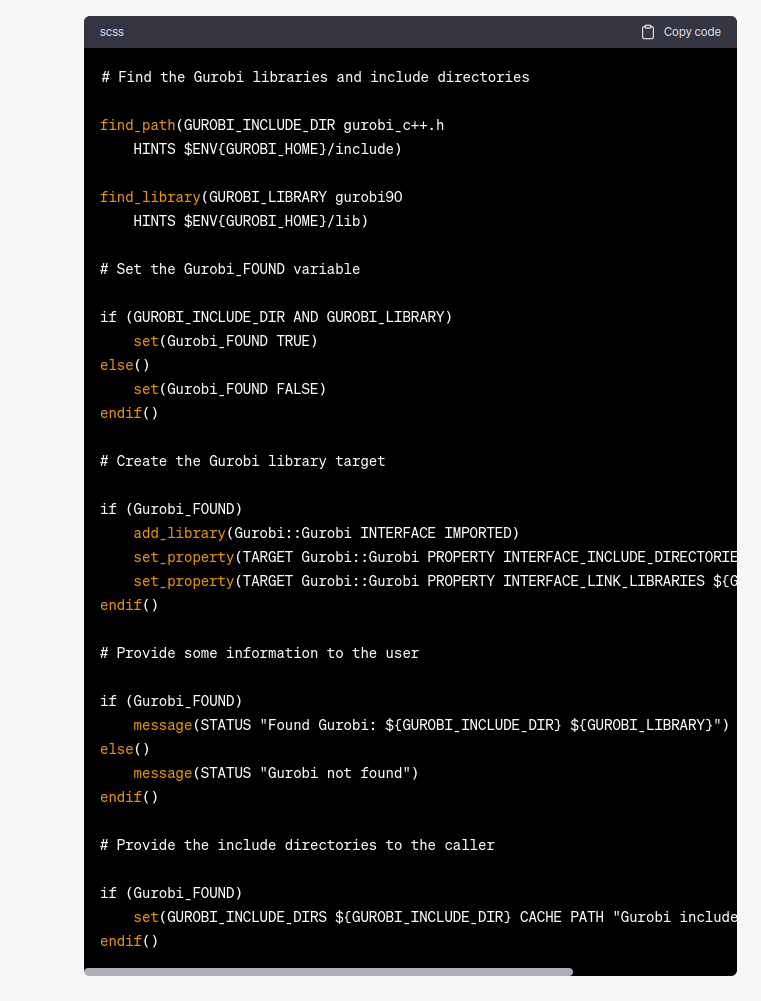 scss
Copy code
# Find the Gurobi libraries and include directories
find_path(GUROBI_INCLUDE_DIR gurobi_c++.h
    HINTS $ENV{GUROBI_HOME}/include)
find_library(GUROBI_LIBRARY gurobi90
    HINTS $ENV{GUROBI_HOME}/lib)
# Set the Gurobi_FOUND variable
if (GUROBI_INCLUDE_DIR AND GUROBI_LIBRARY)
    set(Gurobi_FOUND TRUE)
else()
    set(Gurobi_FOUND FALSE)
endif()
# Create the Gurobi library target
if (Gurobi_FOUND)
    add_library(Gurobi::Gurobi INTERFACE IMPORTED)
    set_property(TARGET Gurobi::Gurobi PROPERTY INTERFACE_INCLUDE_DIRECTORIE
    set_property(TARGET Gurobi::Gurobi PROPERTY INTERFACE_LINK_LIBRARIES ${G
endif()
# Provide some information to the user
if (Gurobi_FOUND)
    message(STATUS "Found Gurobi: ${GUROBI_INCLUDE_DIR} ${GUROBI_LIBRARY}")
else()
    message(STATUS "Gurobi not found")
endif()
# Provide the include directories to the caller
if (Gurobi_FOUND)
    set(GUROBI_INCLUDE_DIRS ${GUROBI_INCLUDE_DIR} CACHE PATH "Gurobi include
endif()